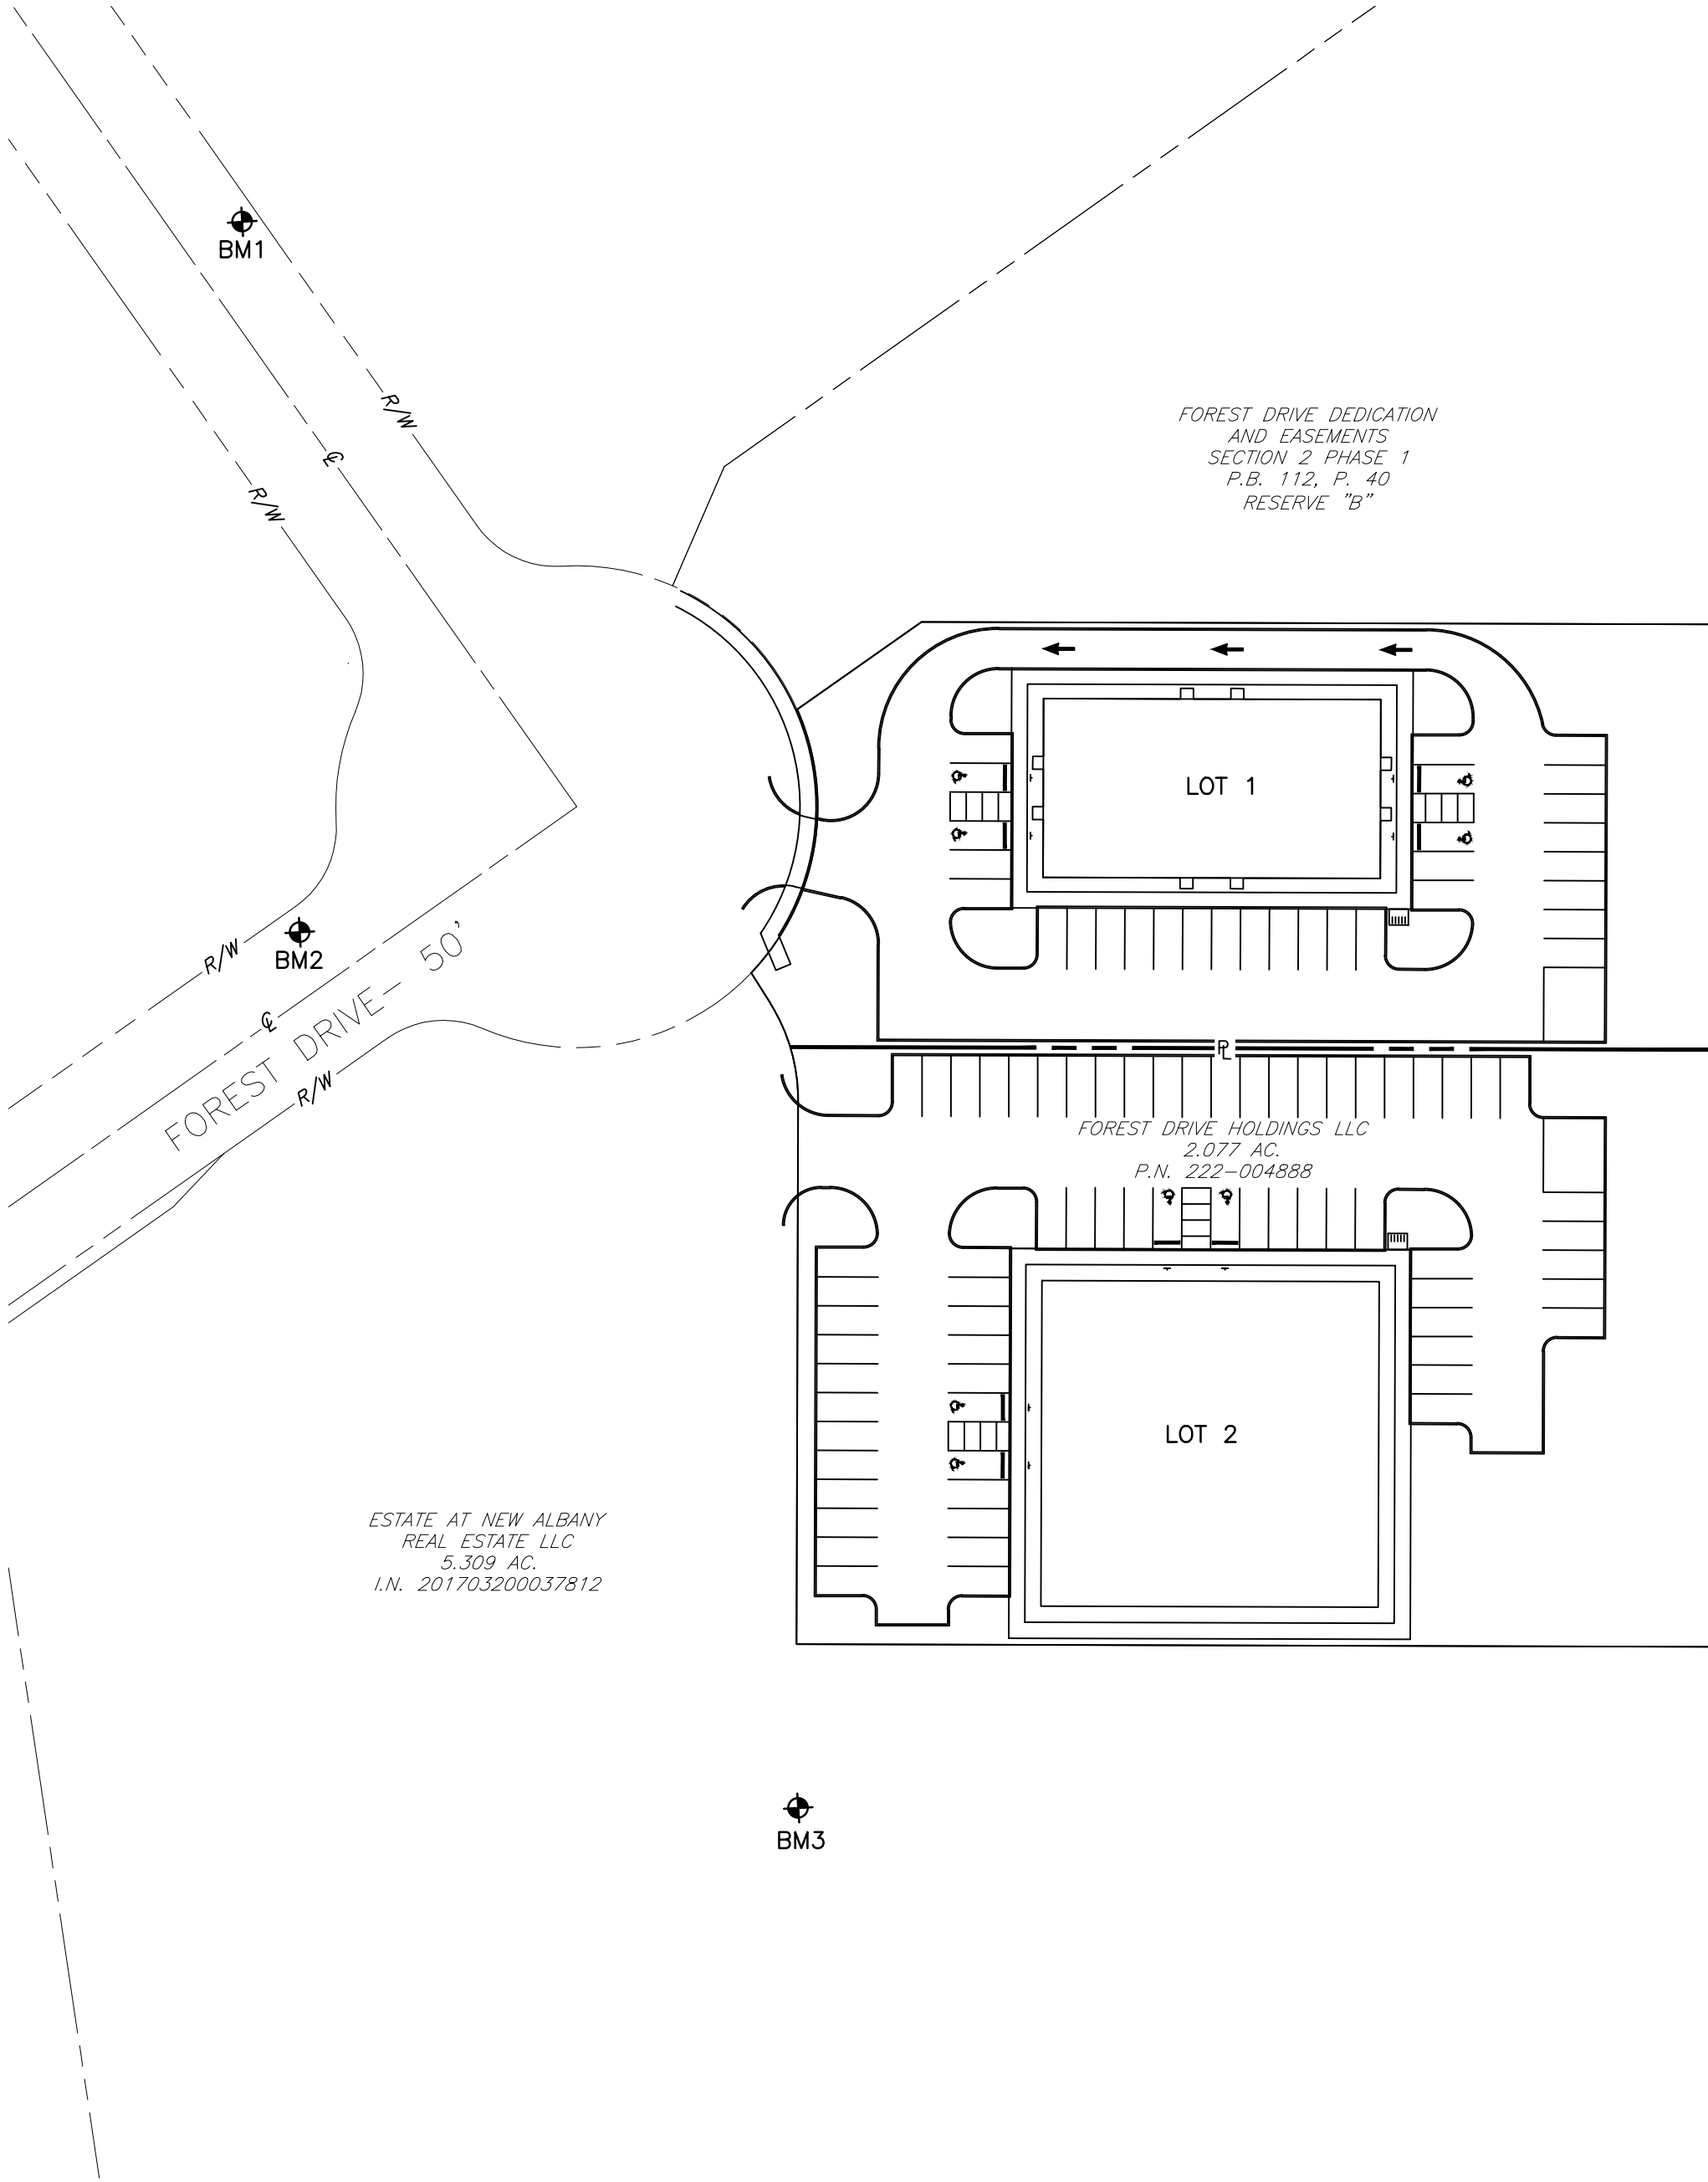 BM1
R/W
℄
R/W
FOREST DRIVE DEDICATION
AND EASEMENTS
SECTION 2 PHASE 1
P.B. 112, P. 40
RESERVE "B"
LOT 1
R/W
BM2
℄
FOREST DRIVE - 50'
R/W
PL
FOREST DRIVE HOLDINGS LLC
2.077 AC.
P.N. 222-004888
LOT 2
ESTATE AT NEW ALBANY
REAL ESTATE LLC
5.309 AC.
I.N. 201703200037812
BM3